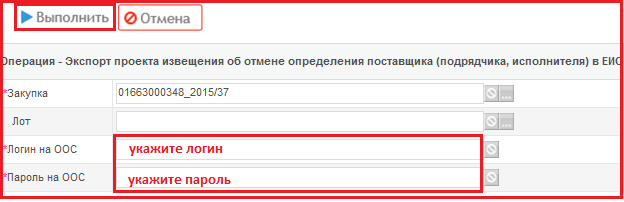 Выполнить Отмена
Операция - Экспорт проекта извещения об отмене определения поставщика (подрядчика, исполнителя) в ЕИС
*Закупка 01663000348_2015/37 ...
Лот ...
*Логин на ООС укажите логин
*Пароль на ООС укажите пароль